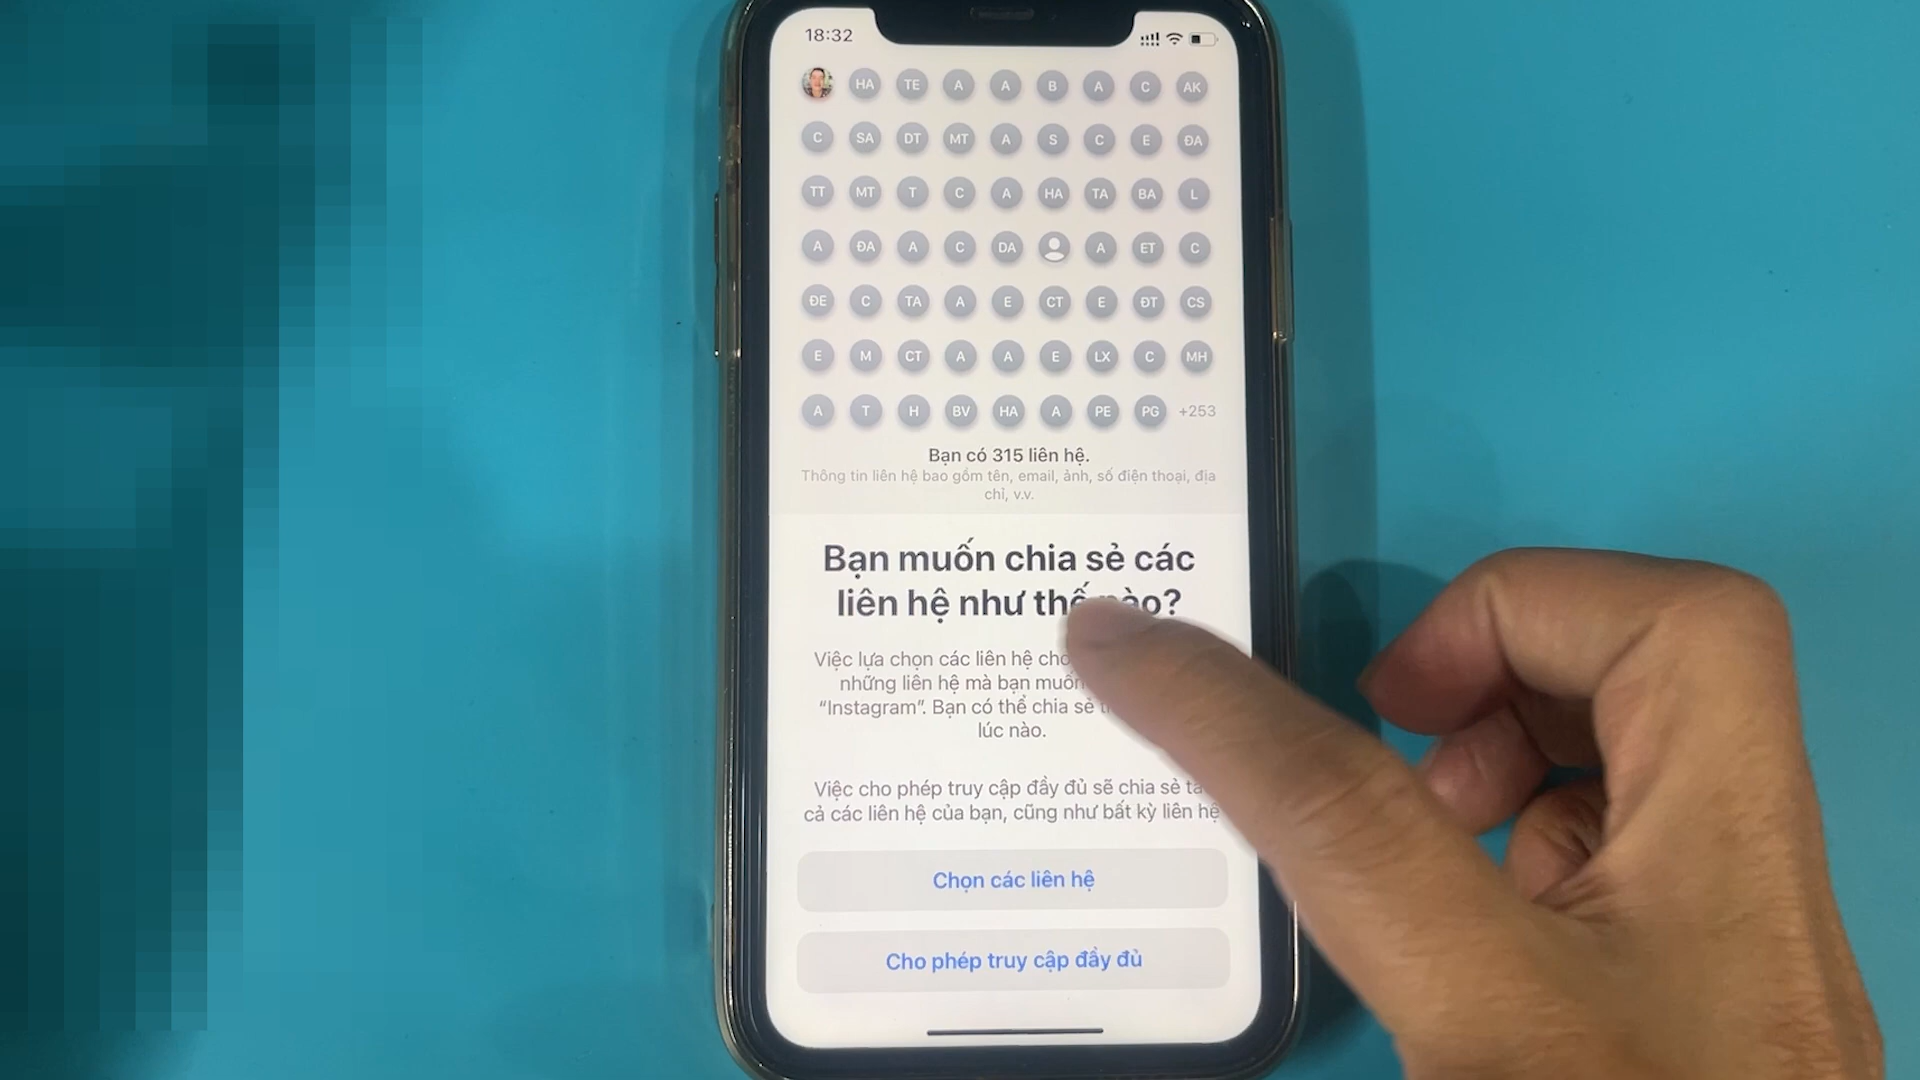 18:32
HA TE A A B A C AK
C SA DT MT A S C E ĐA
TT MT T C A HA TA BA L
A ĐA A C DA A ET C
ĐE C TA A E CT E ĐT CS
E M CT A A E LX C MH
A T H BV HA A PE PG +253
Bạn có 315 liên hệ.
Thông tin liên hệ bao gồm tên, email, ảnh, số điện thoại, địa
chỉ, v.v.
Bạn muốn chia sẻ các
liên hệ như thế nào?
Việc lựa chọn các liên hệ cho
những liên hệ mà bạn muốn
“Instagram”. Bạn có thể chia sẻ
lúc nào.
Việc cho phép truy cập đầy đủ sẽ chia sẻ
cả các liên hệ của bạn, cũng như bất kỳ liên hệ
Chọn các liên hệ
Cho phép truy cập đầy đủ